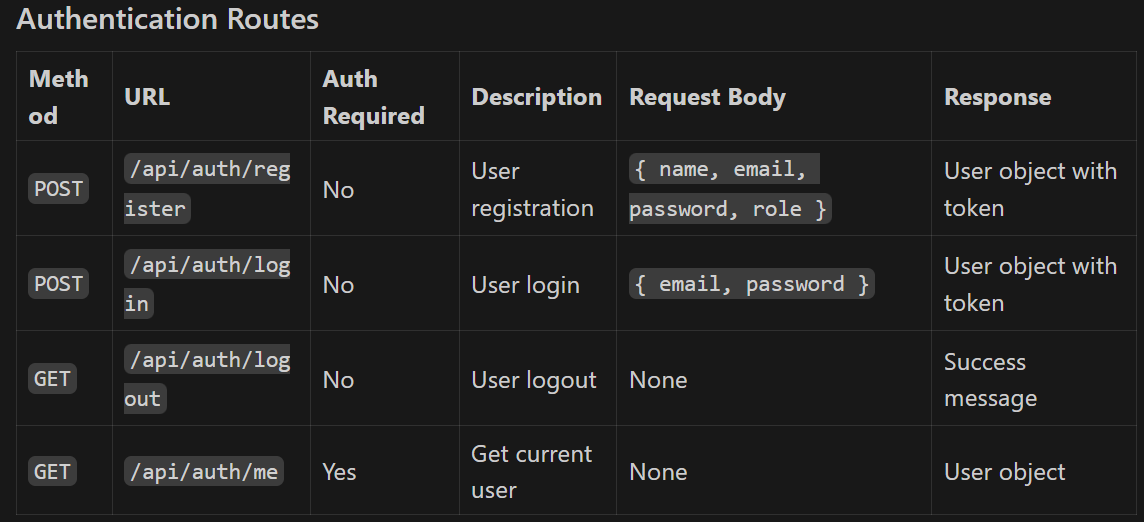 Authentication Routes
Meth
od
URL
Auth
Required
Description
Request Body
Response
POST
/api/auth/reg
ister
No
User
registration
{ name, email,
password, role }
User object with
token
POST
/api/auth/log
in
No
User login
{ email, password }
User object with
token
GET
/api/auth/log
out
No
User logout
None
Success
message
GET
/api/auth/me
Yes
Get current
user
None
User object